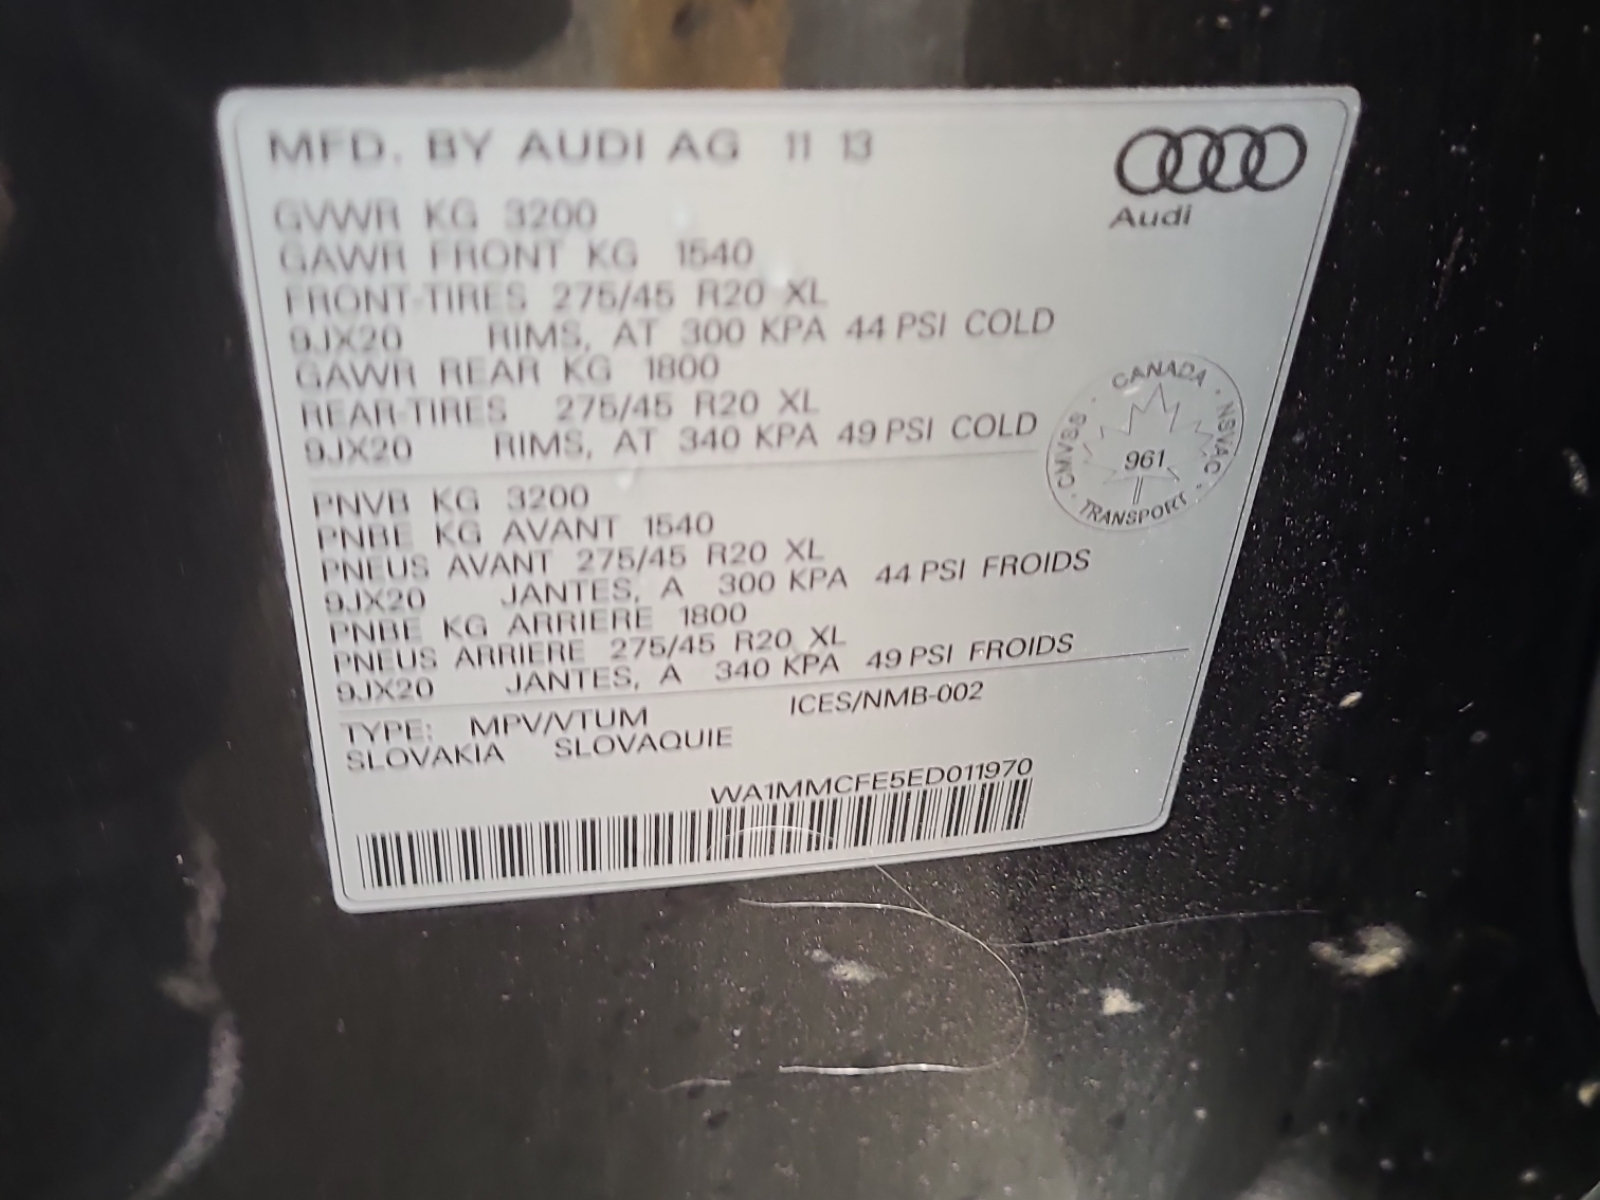 MFD. BY AUDI AG 11 13
Audi
GVWR KG 3200
GAWR FRONT KG 1540
FRONT-TIRES 275/45 R20 XL
9JX20 RIMS, AT 300 KPA 44 PSI COLD
GAWR REAR KG 1800
REAR-TIRES 275/45 R20 XL
9JX20 RIMS, AT 340 KPA 49 PSI COLD
CANADA
CMVSS · NSVAC
961
TRANSPORT
PNVB KG 3200
PNBE KG AVANT 1540
PNEUS AVANT 275/45 R20 XL
9JX20 JANTES, A 300 KPA 44 PSI FROIDS
PNBE KG ARRIERE 1800
PNEUS ARRIERE 275/45 R20 XL
9JX20 JANTES, A 340 KPA 49 PSI FROIDS
TYPE: MPV/VTUM ICES/NMB-002
SLOVAKIA SLOVAQUIE
WA1MMCFE5ED011970